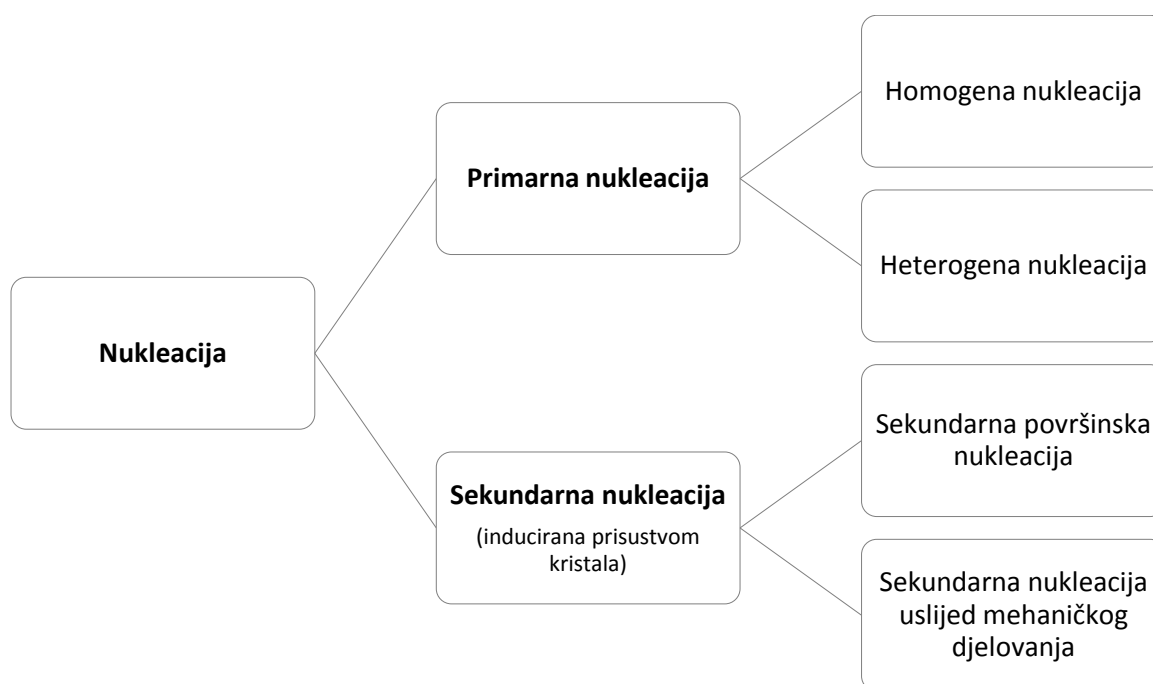 Nukleacija
Primarna nukleacija
Homogena nukleacija
Heterogena nukleacija
Sekundarna nukleacija
(inducirana prisustvom
kristala)
Sekundarna površinska
nukleacija
Sekundarna nukleacija
uslijed mehaničkog
djelovanja